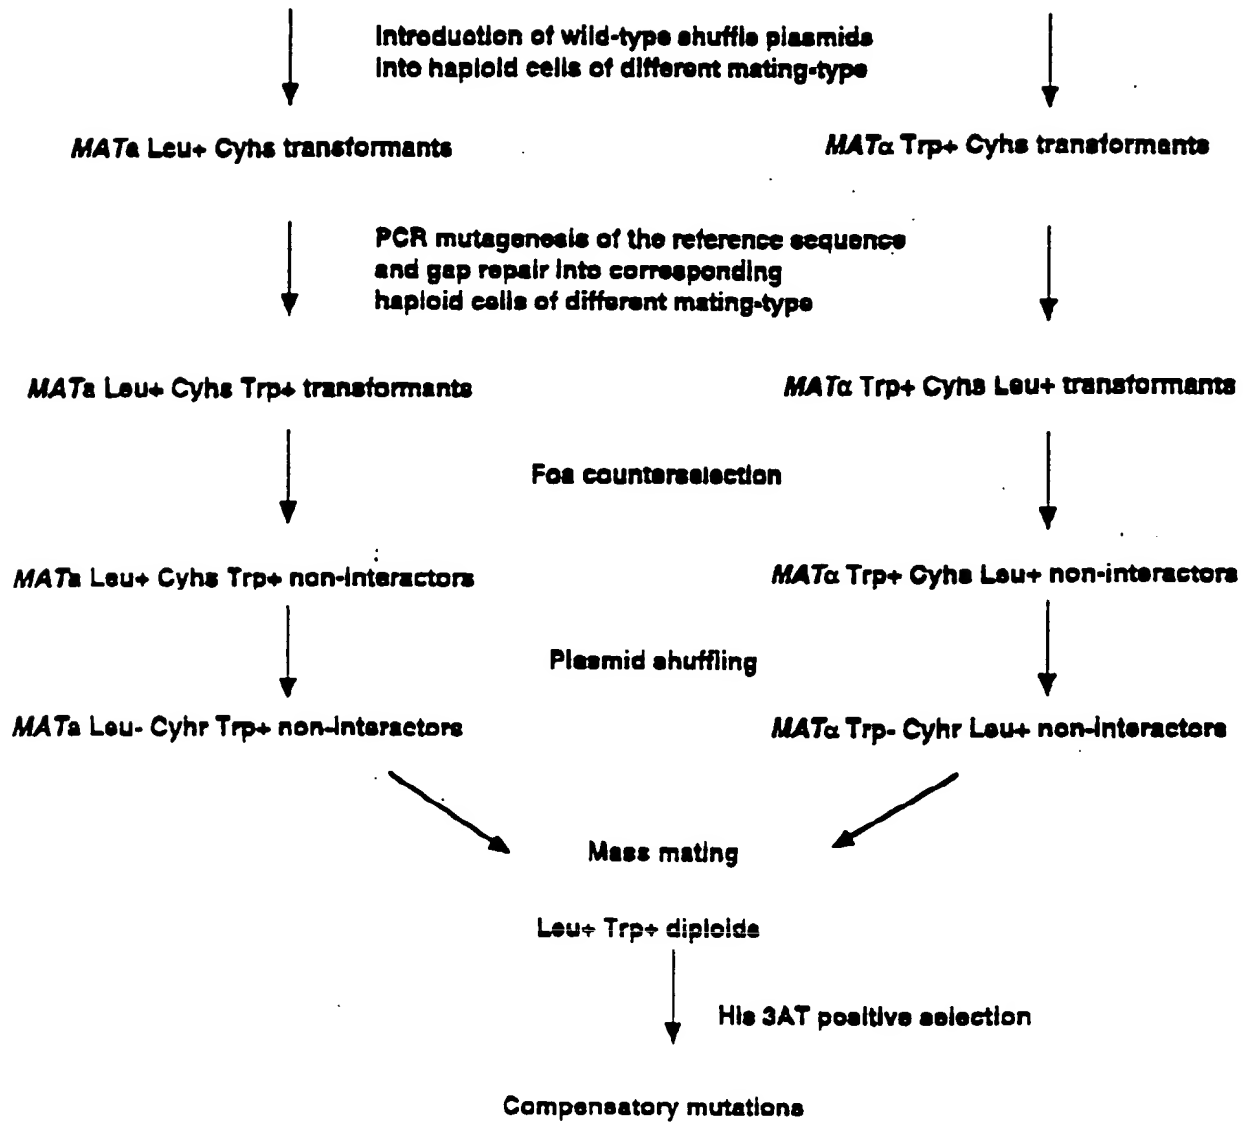 Introduction of wild-type shuffle plasmids
into haploid cells of different mating-type
MATa Leu+ Cyhs transformants
MATα Trp+ Cyhs transformants
PCR mutagenesis of the reference sequence
and gap repair into corresponding
haploid cells of different mating-type
MATa Leu+ Cyhs Trp+ transformants
MATα Trp+ Cyhs Leu+ transformants
Foa counterselection
MATa Leu+ Cyhs Trp+ non-interactors
MATα Trp+ Cyhs Leu+ non-interactors
Plasmid shuffling
MATa Leu- Cyhr Trp+ non-interactors
MATα Trp- Cyhr Leu+ non-interactors
Mass mating
Leu+ Trp+ diploids
His 3AT positive selection
Compensatory mutations